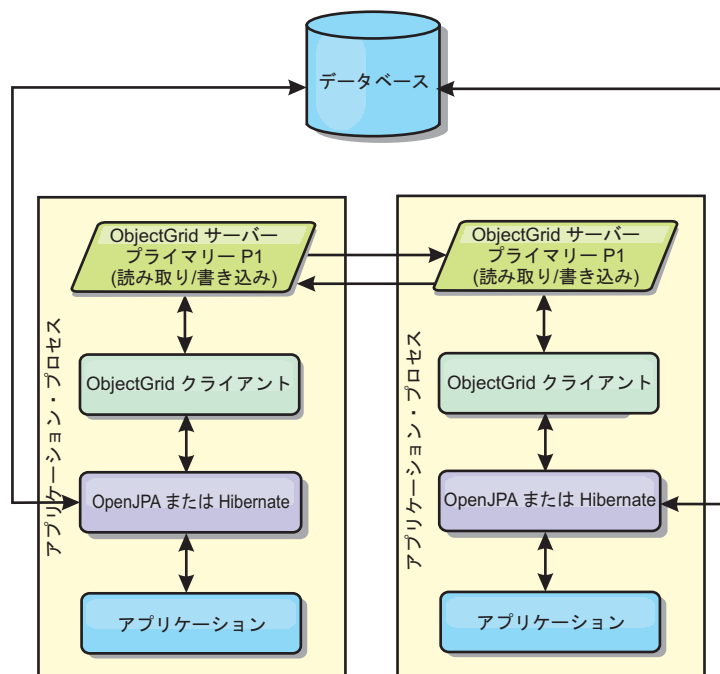 データベース
ObjectGrid サーバー
プライマリー P1
(読み取り/書き込み)
ObjectGrid クライアント
OpenJPA または Hibernate
アプリケーション
アプリケーション・プロセス
ObjectGrid サーバー
プライマリー P1
(読み取り/書き込み)
ObjectGrid クライアント
OpenJPA または Hibernate
アプリケーション
アプリケーション・プロセス